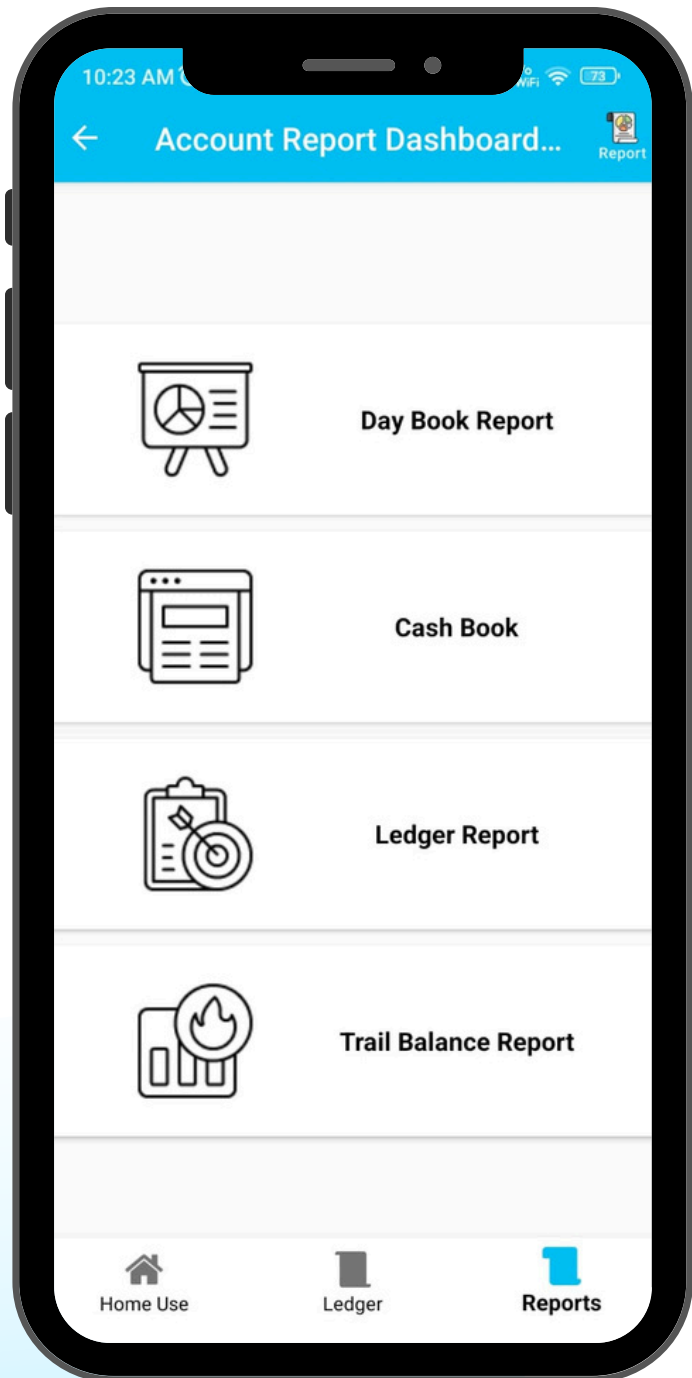 10:23 AM
WiFi 73
Account Report Dashboard...
Report
Day Book Report
Cash Book
Ledger Report
Trail Balance Report
Home Use
Ledger
Reports